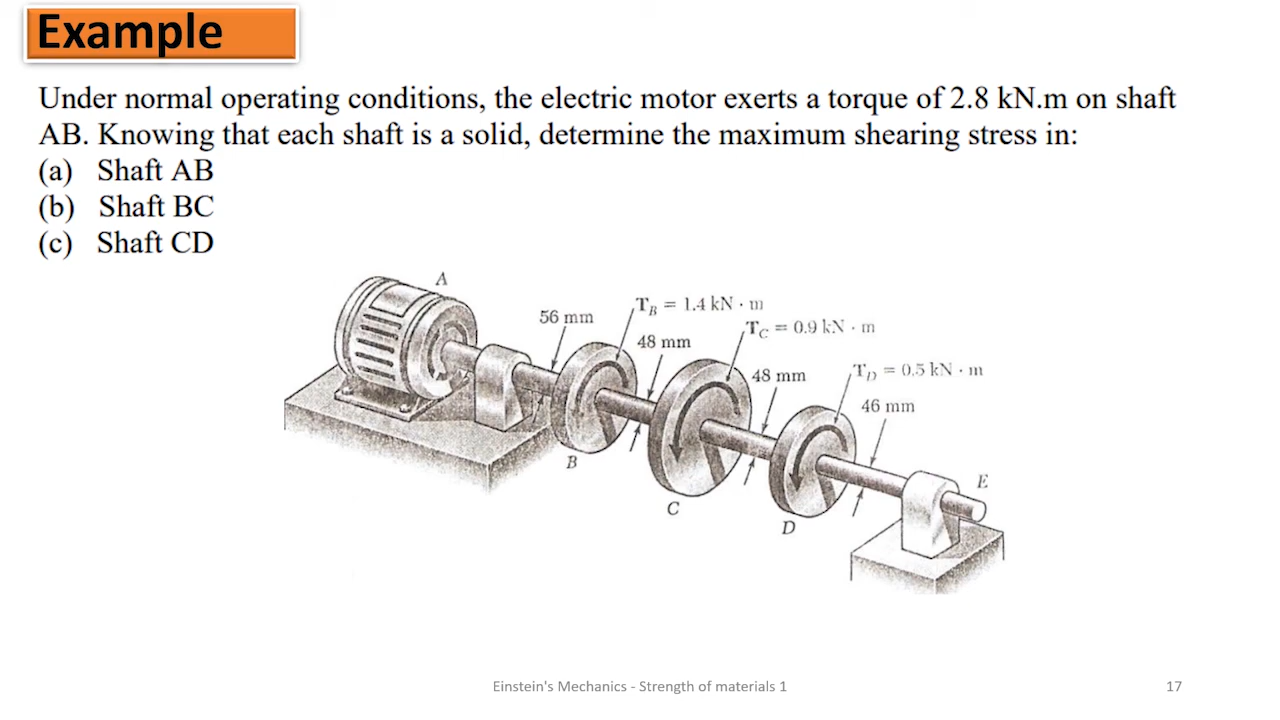 Example
Under normal operating conditions, the electric motor exerts a torque of 2.8 kN.m on shaft
AB. Knowing that each shaft is a solid, determine the maximum shearing stress in:
(a) Shaft AB
(b) Shaft BC
(c) Shaft CD
A
56 mm
T_B = 1.4 kN · m
48 mm
T_C = 0.9 kN · m
48 mm
T_D = 0.5 kN · m
46 mm
B
C
D
E
Einstein's Mechanics - Strength of materials 1
17